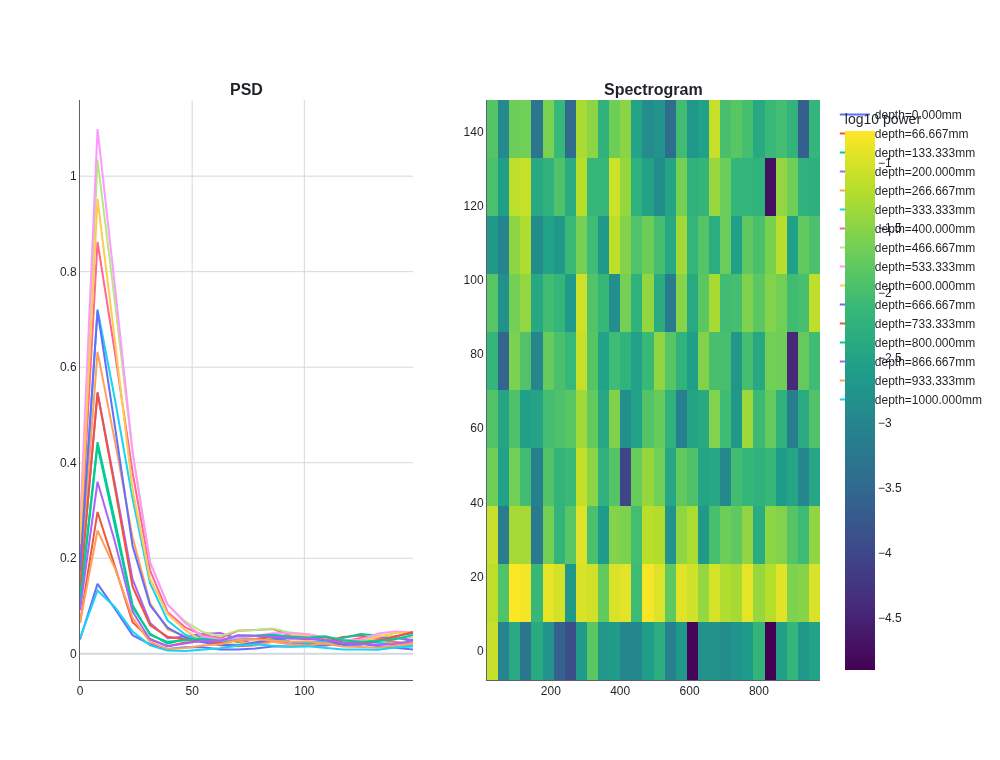 PSD
Spectrogram
1
0.8
0.6
0.4
0.2
0
0
50
100
140
120
100
80
60
40
20
0
200
400
600
800
log10 power
−1
−1.5
−2
−2.5
−3
−3.5
−4
−4.5
depth=0.000mm
depth=66.667mm
depth=133.333mm
depth=200.000mm
depth=266.667mm
depth=333.333mm
depth=400.000mm
depth=466.667mm
depth=533.333mm
depth=600.000mm
depth=666.667mm
depth=733.333mm
depth=800.000mm
depth=866.667mm
depth=933.333mm
depth=1000.000mm